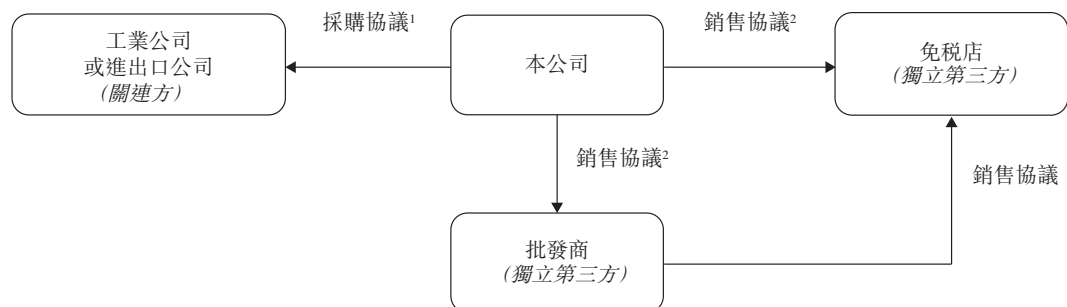 採購協議¹
銷售協議²
工業公司
或進出口公司
(關連方)
本公司
免稅店
(獨立第三方)
銷售協議²
銷售協議
批發商
(獨立第三方)